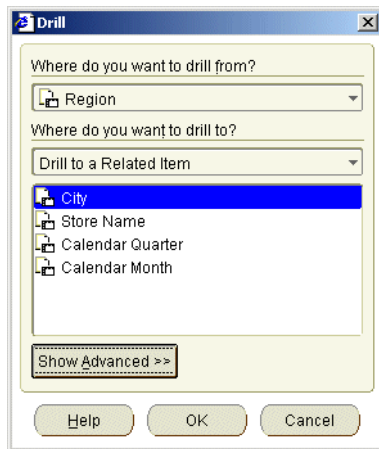 Drill
Where do you want to drill from?
Region
Where do you want to drill to?
Drill to a Related Item
City
Store Name
Calendar Quarter
Calendar Month
Show Advanced >>
Help OK Cancel